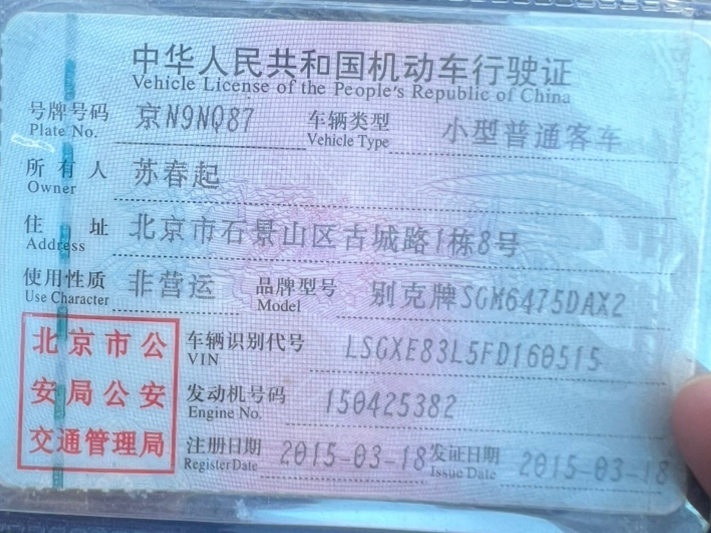 中华人民共和国机动车行驶证
Vehicle License of the People's Republic of China
号牌号码 京N9NQ87 车辆类型 小型普通客车
Plate No. Vehicle Type
所有人 苏春起
Owner
住址 北京市石景山区古城路1栋8号
Address
使用性质 非营运 品牌型号 别克牌SGM6475DAX2
Use Character Model
北京市公
安局公安
交通管理局
车辆识别代号 LSGXE83L5FD160515
VIN
发动机号码 150425382
Engine No.
注册日期 2015-03-18 发证日期 2015-03-18
Register Date Issue Date